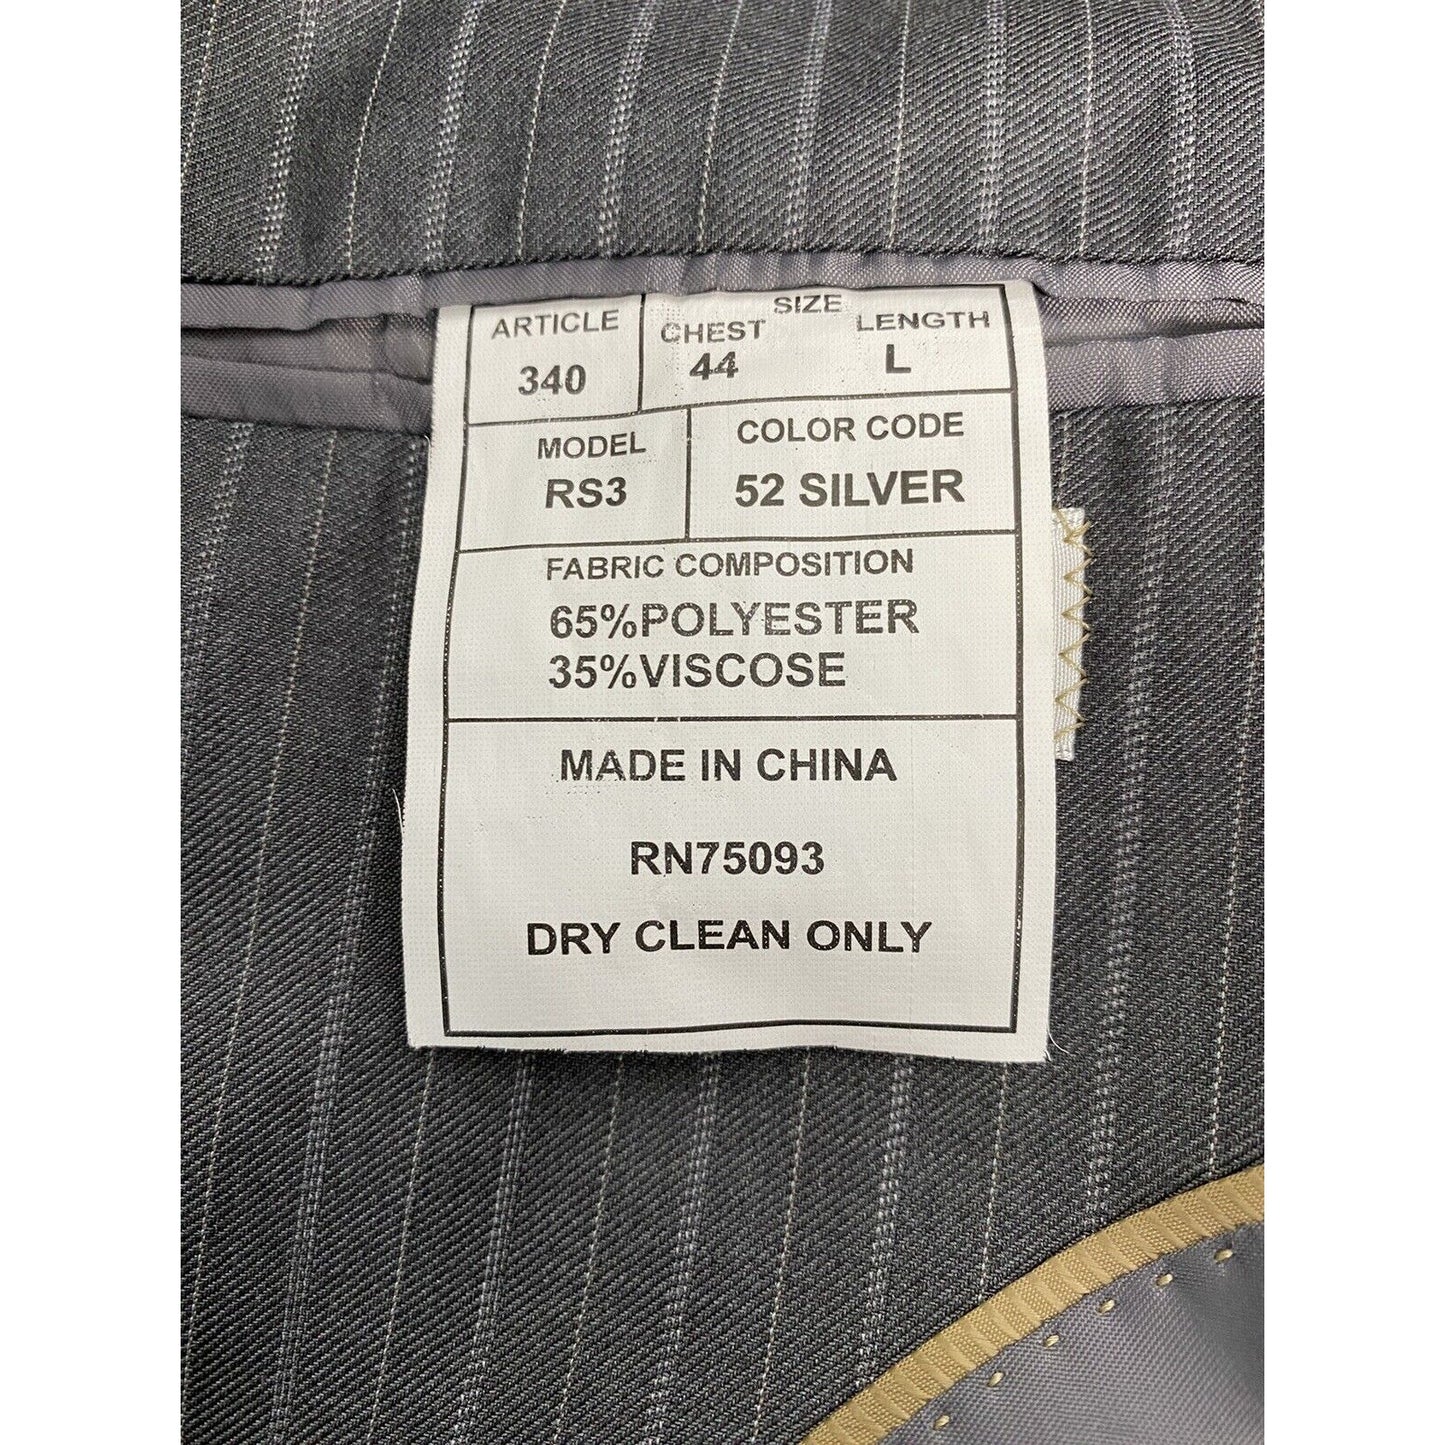 ARTICLE
340
SIZE
CHEST LENGTH
44 L
MODEL
RS3
COLOR CODE
52 SILVER
FABRIC COMPOSITION
65%POLYESTER
35%VISCOSE
MADE IN CHINA
RN75093
DRY CLEAN ONLY